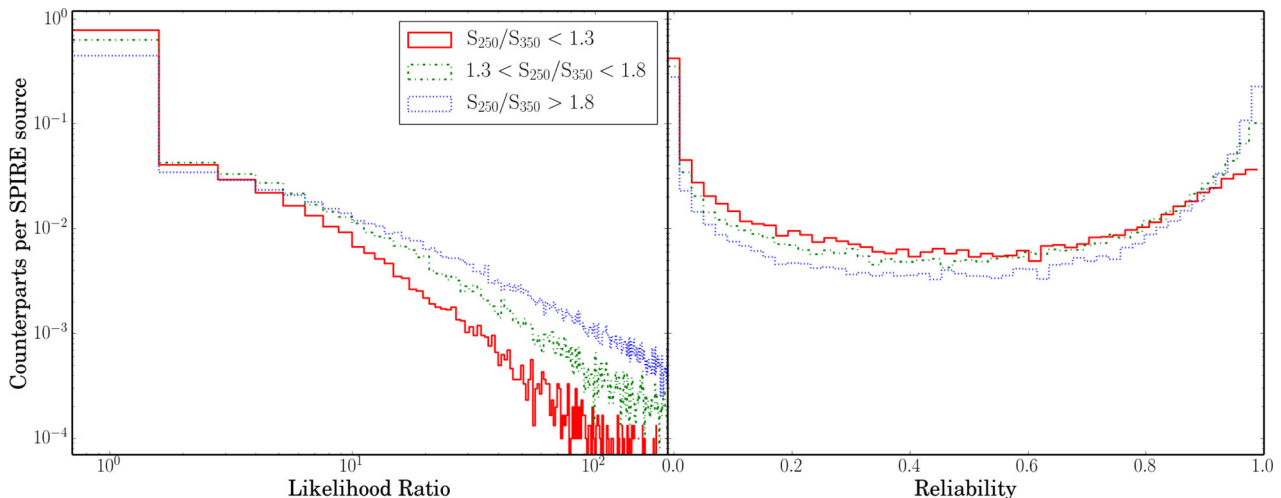 10⁰
10⁻¹
10⁻²
10⁻³
10⁻⁴
Counterparts per SPIRE source
S₂₅₀/S₃₅₀ < 1.3
1.3 < S₂₅₀/S₃₅₀ < 1.8
S₂₅₀/S₃₅₀ > 1.8
10⁰ 10¹ 10² 0.0 0.2 0.4 0.6 0.8 1.0
Likelihood Ratio Reliability